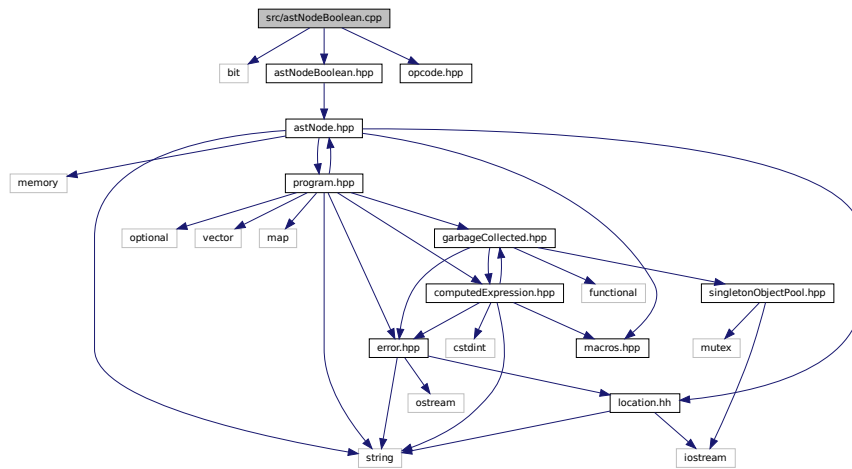 src/astNodeBoolean.cpp
bit
astNodeBoolean.hpp
opcode.hpp
astNode.hpp
memory
program.hpp
optional
vector
map
garbageCollected.hpp
computedExpression.hpp
functional
singletonObjectPool.hpp
error.hpp
cstdint
macros.hpp
mutex
ostream
location.hh
string
iostream